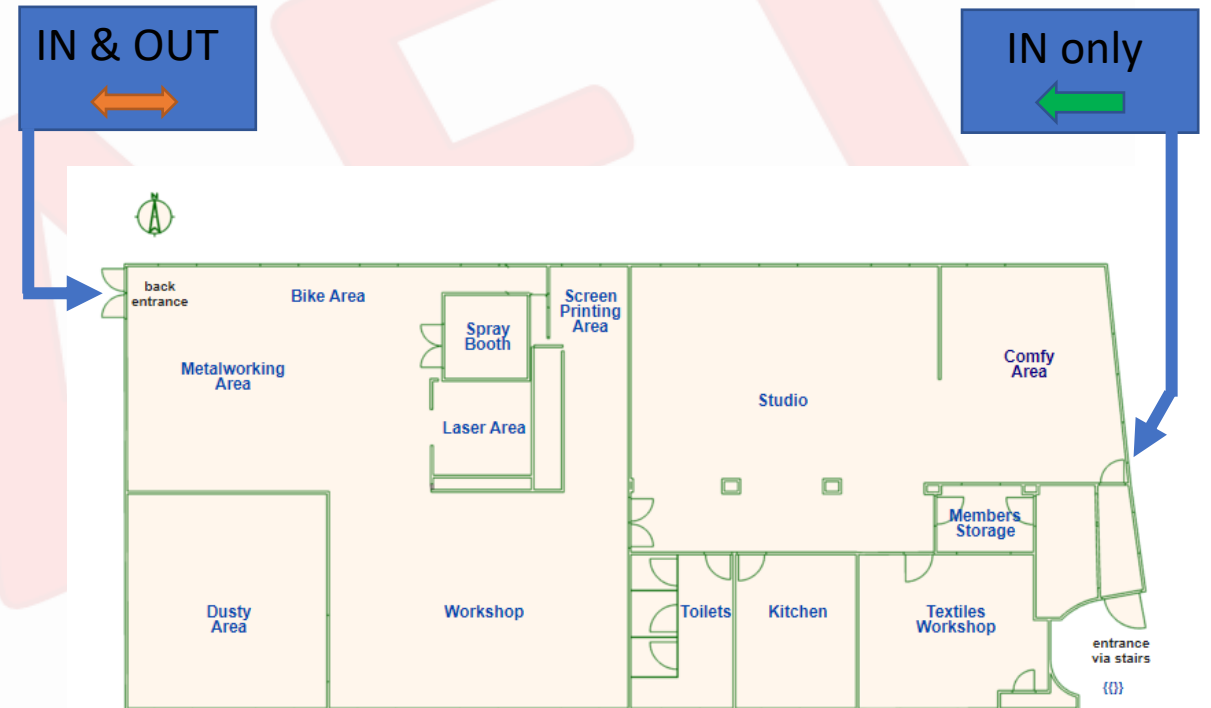 IN & OUT
IN only
N
back
entrance
Bike Area
Screen
Printing
Area
Spray
Booth
Metalworking
Area
Comfy
Area
Studio
Laser Area
Members
Storage
Dusty
Area
Workshop
Toilets
Kitchen
Textiles
Workshop
entrance
via stairs
{{}}